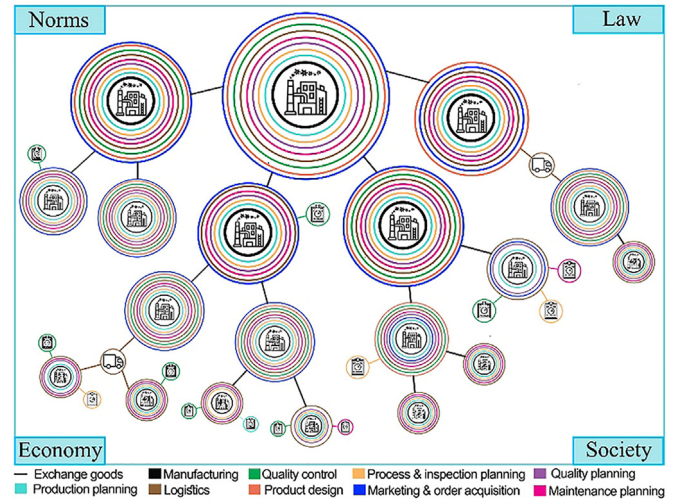 Norms
Law
Economy
Society
Exchange goods
Manufacturing
Quality control
Process & inspection planning
Quality planning
Production planning
Logistics
Product design
Marketing & order acquisition
Maintenance planning